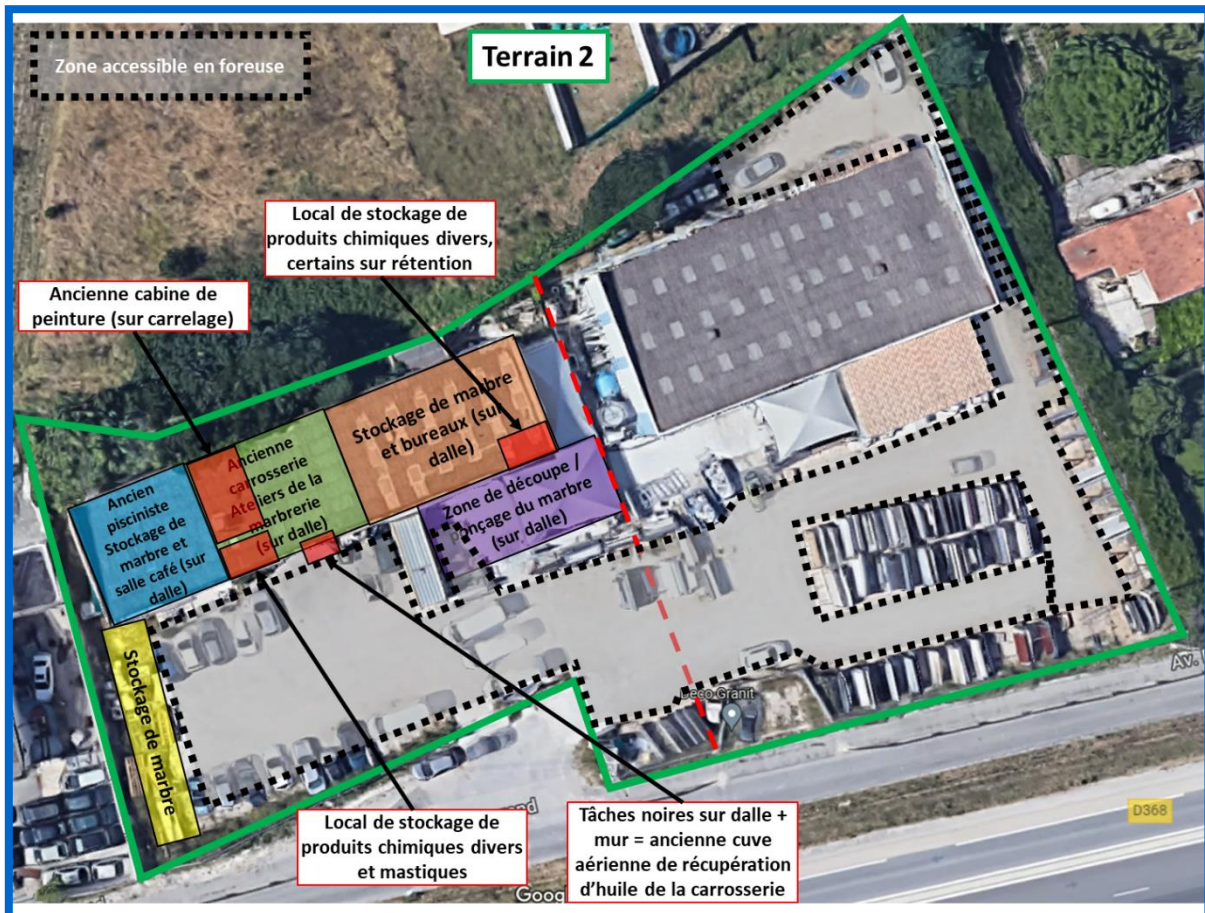 Zone accessible en foreuse
Terrain 2
Local de stockage de
produits chimiques divers,
certains sur rétention
Ancienne cabine de
peinture (sur carrelage)
Stockage de marbre
et bureaux (sur
dalle)
Ancienne
carrosserie
Ateliers de la
marbrerie
(sur dalle)
Ancien
pisciniste
Stockage de
marbre et
salle café (sur
dalle)
Zone de découpe /
ponçage du marbre
(sur dalle)
Stockage de marbre
Deco Granit
Av.
Local de stockage de
produits chimiques divers
et mastiques
Tâches noires sur dalle +
mur = ancienne cuve
aérienne de récupération
d'huile de la carrosserie
D368
Goog